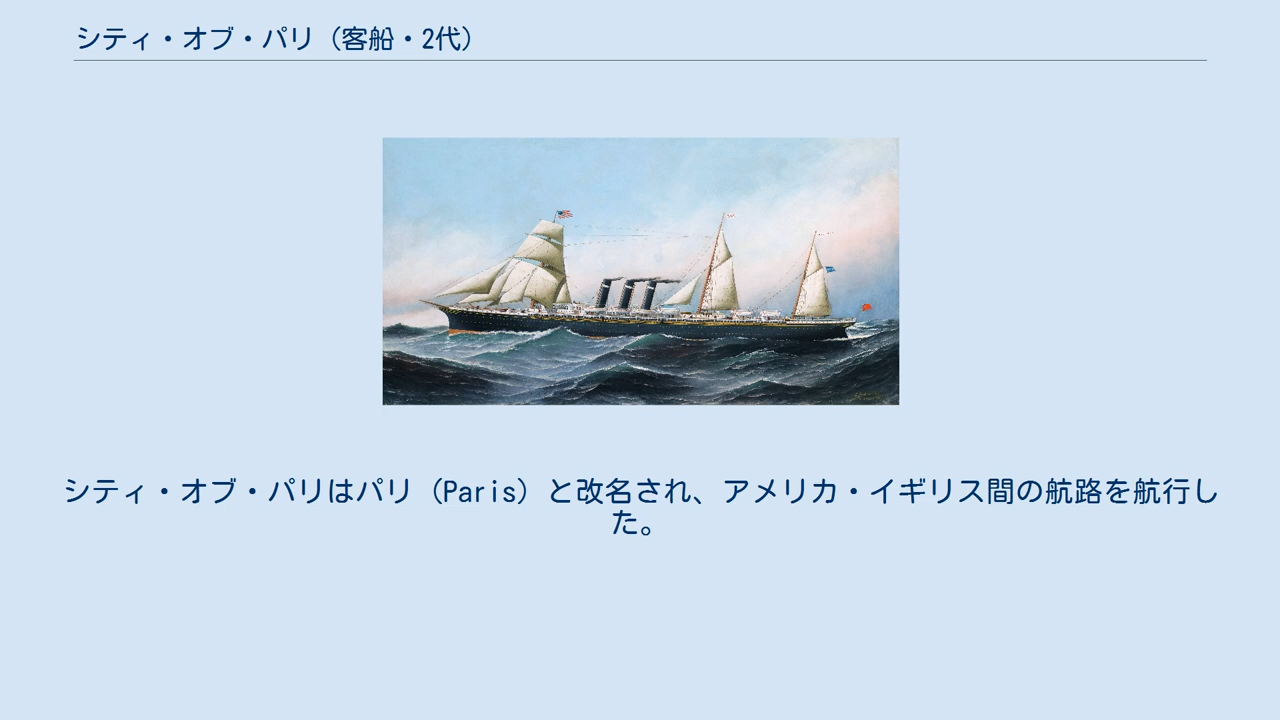 シティ・オブ・パリ（客船・2代）
シティ・オブ・パリはパリ（Paris）と改名され、アメリカ・イギリス間の航路を航行し
た。